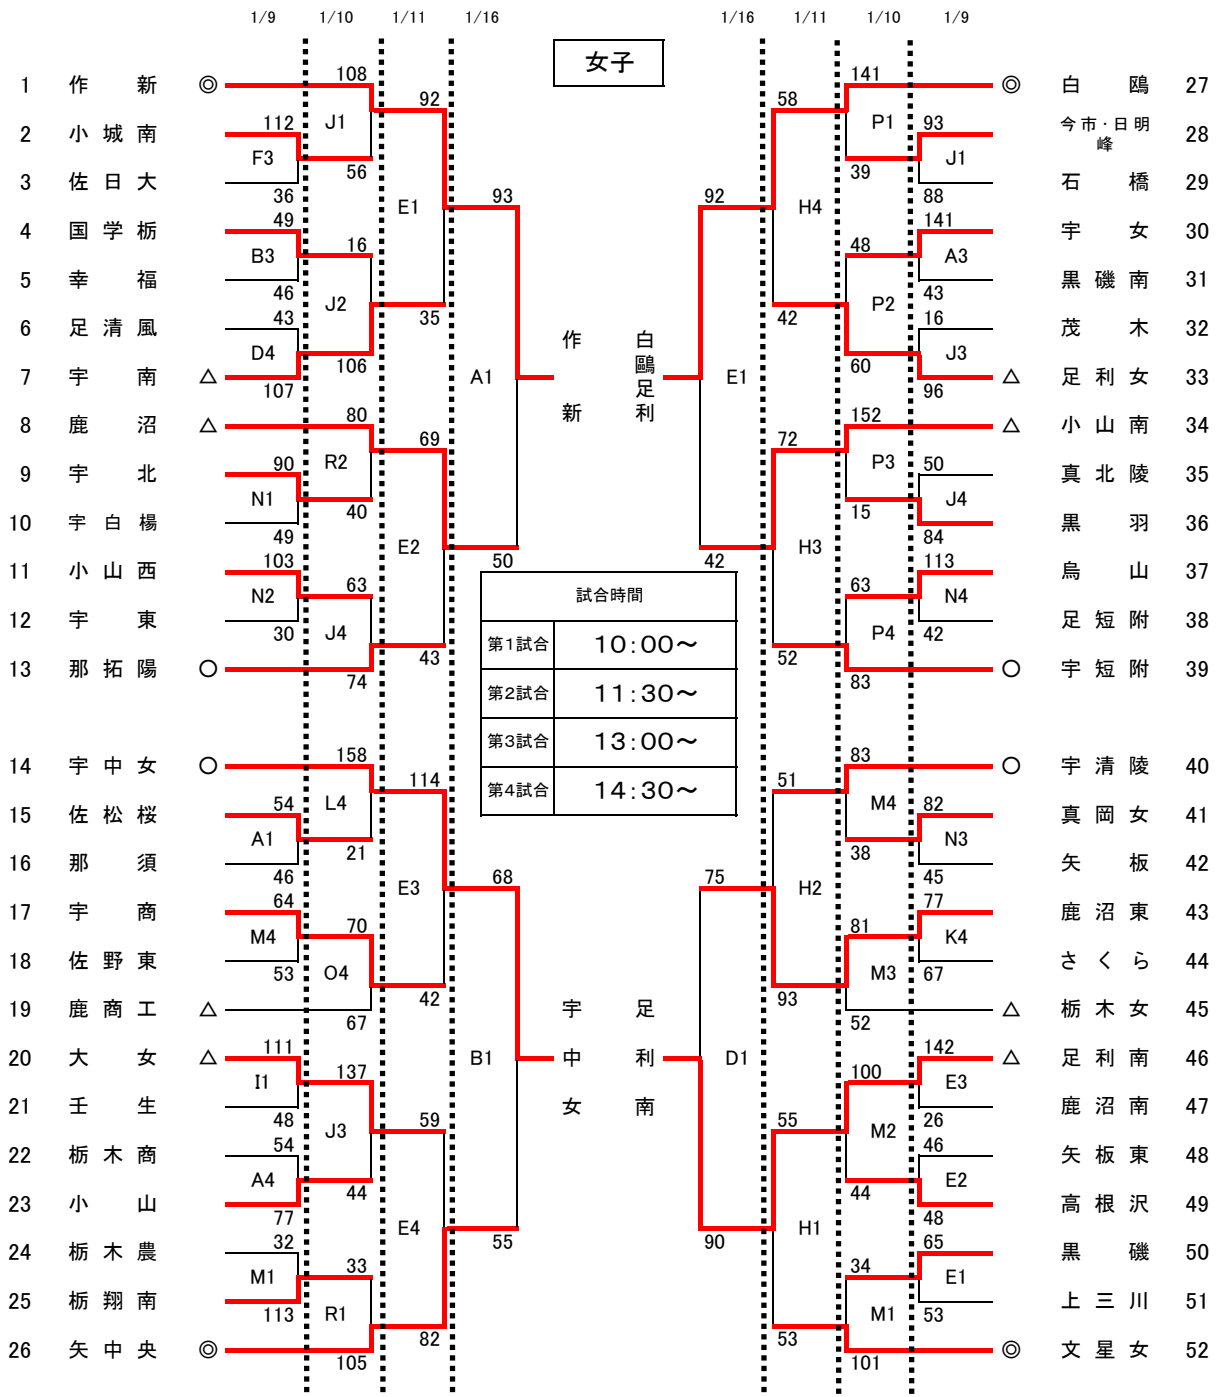 1/9 1/10 1/11 1/16 1/16 1/11 1/10 1/9
女子
1 作新 ◎ 108 92 58 141 ◎ 白鴎 27
2 小城南 112 J1 P1 93 今市・日明峰 28
F3 56 39 J1
3 佐日大 36 E1 93 92 H4 88 石橋 29
4 国学栃 49 16 48 141 宇女 30
B3 A3
5 幸福 46 J2 35 42 P2 43 黒磯南 31
6 足清風 43 16 茂木 32
D4 106 60 J3
7 宇南 △ 107 A1 作新 白鷗足利 E1 96 △ 足利女 33
8 鹿沼 △ 80 69 72 152 △ 小山南 34
9 宇北 90 R2 P3 50 真北陵 35
N1 40 15 J4
10 宇白楊 49 E2 50 42 H3 84 黒羽 36
11 小山西 103 63 63 113 烏山 37
N2 N4
12 宇東 30 J4 43 52 P4 42 足短附 38
13 那拓陽 ○ 74 83 ○ 宇短附 39
試合時間
第1試合 10:00～
第2試合 11:30～
第3試合 13:00～
第4試合 14:30～
14 宇中女 ○ 158 114 51 83 ○ 宇清陵 40
15 佐松桜 54 L4 M4 82 真岡女 41
A1 21 38 N3
16 那須 46 E3 68 75 H2 45 矢板 42
17 宇商 64 70 81 77 鹿沼東 43
M4 K4
18 佐野東 53 O4 42 93 M3 67 さくら 44
19 鹿商工 △ 67 52 △ 栃木女 45
20 大女 △ 111 137 B1 宇中女 足利南 D1 100 142 △ 足利南 46
I1 E3
21 壬生 48 J3 59 55 M2 26 鹿沼南 47
22 栃木商 54 46 矢板東 48
A4 44 44 E2
23 小山 77 E4 55 90 H1 48 高根沢 49
24 栃木農 32 33 34 65 黒磯 50
M1 E1
25 栃翔南 113 R1 82 53 M1 53 上三川 51
26 矢中央 ◎ 105 101 ◎ 文星女 52